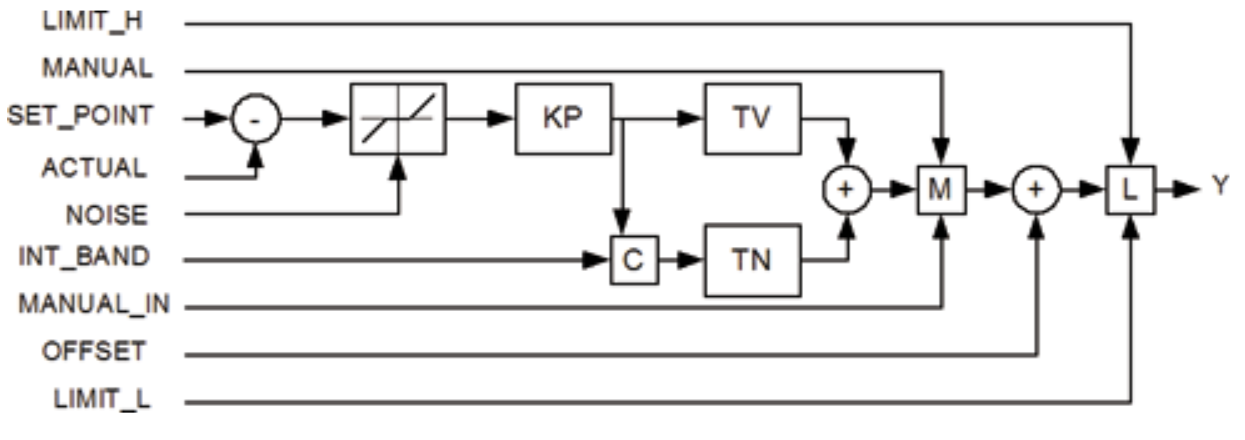 LIMIT_H
MANUAL
SET_POINT
ACTUAL
NOISE
INT_BAND
MANUAL_IN
OFFSET
LIMIT_L
-
KP
TV
+
M
+
L
Y
C
TN